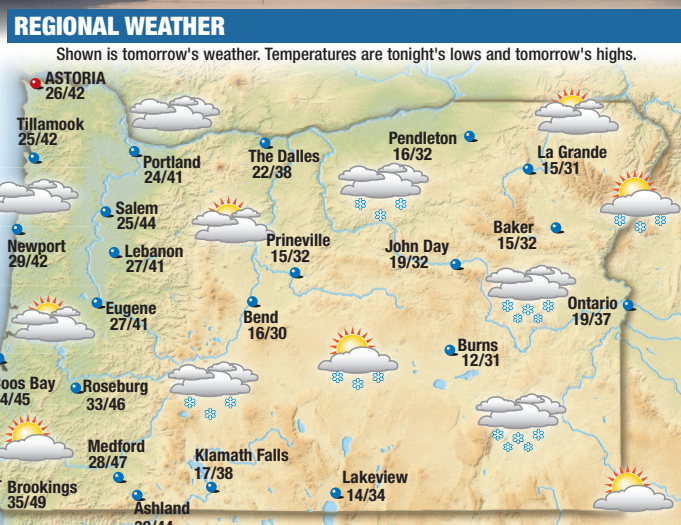 REGIONAL WEATHER
Shown is tomorrow's weather. Temperatures are tonight's lows and tomorrow's highs.
ASTORIA
26/42
Tillamook
25/42
Portland
24/41
The Dalles
22/38
Pendleton
16/32
La Grande
15/31
Salem
25/44
Newport
29/42
Lebanon
27/41
Prineville
15/32
John Day
19/32
Baker
15/32
Eugene
27/41
Bend
16/30
Ontario
19/37
Burns
12/31
oos Bay
4/45
Roseburg
33/46
Medford
28/47
Klamath Falls
17/38
Lakeview
14/34
Brookings
35/49
Ashland